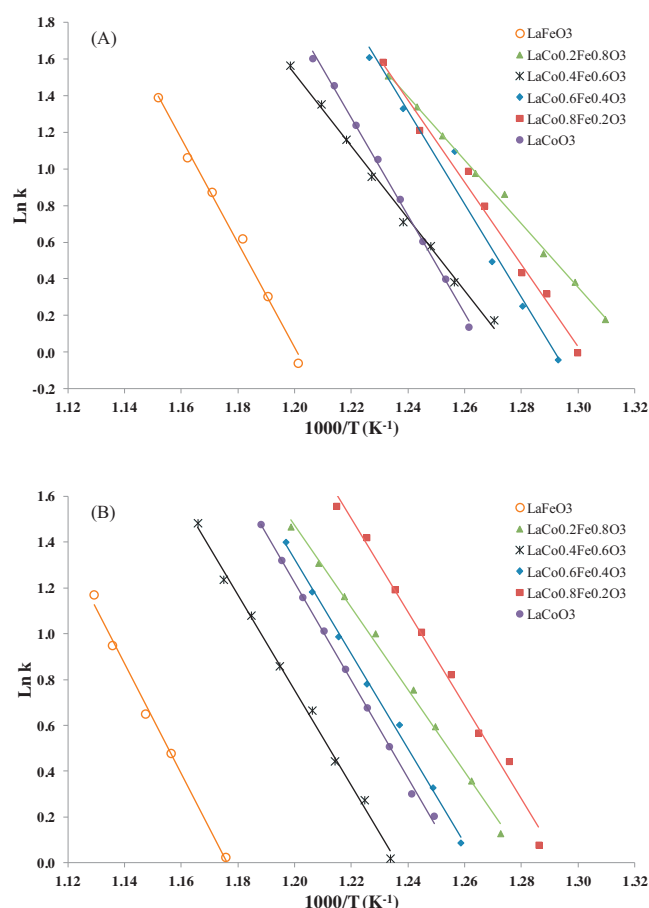 (A)
LaFeO3
LaCo0.2Fe0.8O3
LaCo0.4Fe0.6O3
LaCo0.6Fe0.4O3
LaCo0.8Fe0.2O3
LaCoO3
Ln k
1.8
1.6
1.4
1.2
1.0
0.8
0.6
0.4
0.2
0.0
-0.2
1.12 1.14 1.16 1.18 1.20 1.22 1.24 1.26 1.28 1.30 1.32
1000/T (K-1)
(B)
LaFeO3
LaCo0.2Fe0.8O3
LaCo0.4Fe0.6O3
LaCo0.6Fe0.4O3
LaCo0.8Fe0.2O3
LaCoO3
Ln k
1.6
1.4
1.2
1.0
0.8
0.6
0.4
0.2
0.0
1.12 1.14 1.16 1.18 1.20 1.22 1.24 1.26 1.28 1.30 1.32
1000/T (K-1)